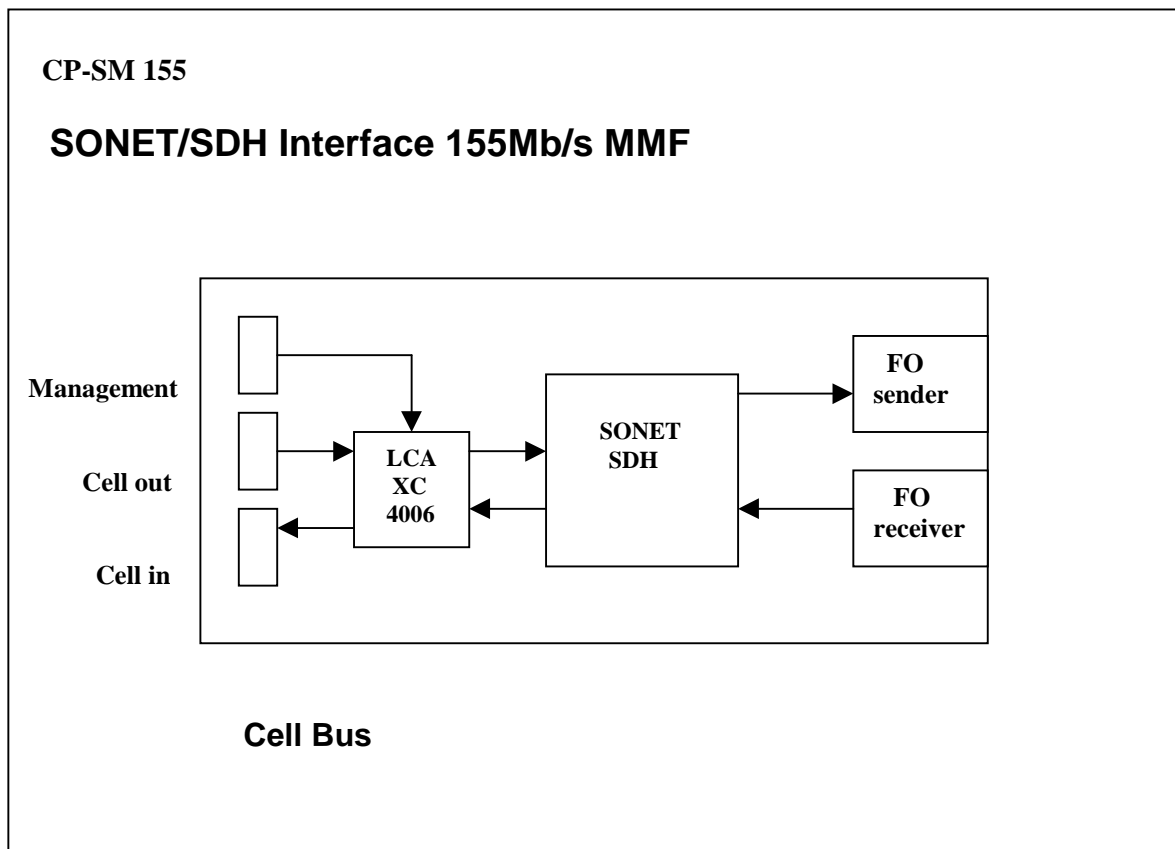 CP-SM 155
SONET/SDH Interface 155Mb/s MMF
Management
Cell out
Cell in
LCA
XC
4006
SONET
SDH
FO
sender
FO
receiver
Cell Bus